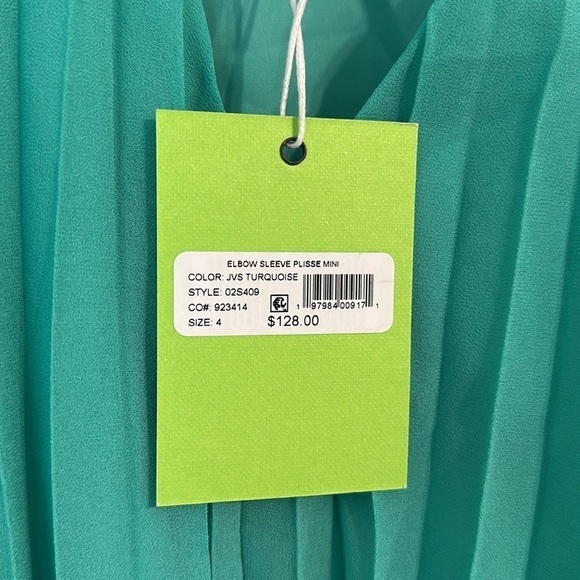 ELBOW SLEEVE PLISSE MINI
COLOR: JVS TURQUOISE
STYLE: 02S409
CO#: 923414
1 97984 00917 1
SIZE: 4 $128.00